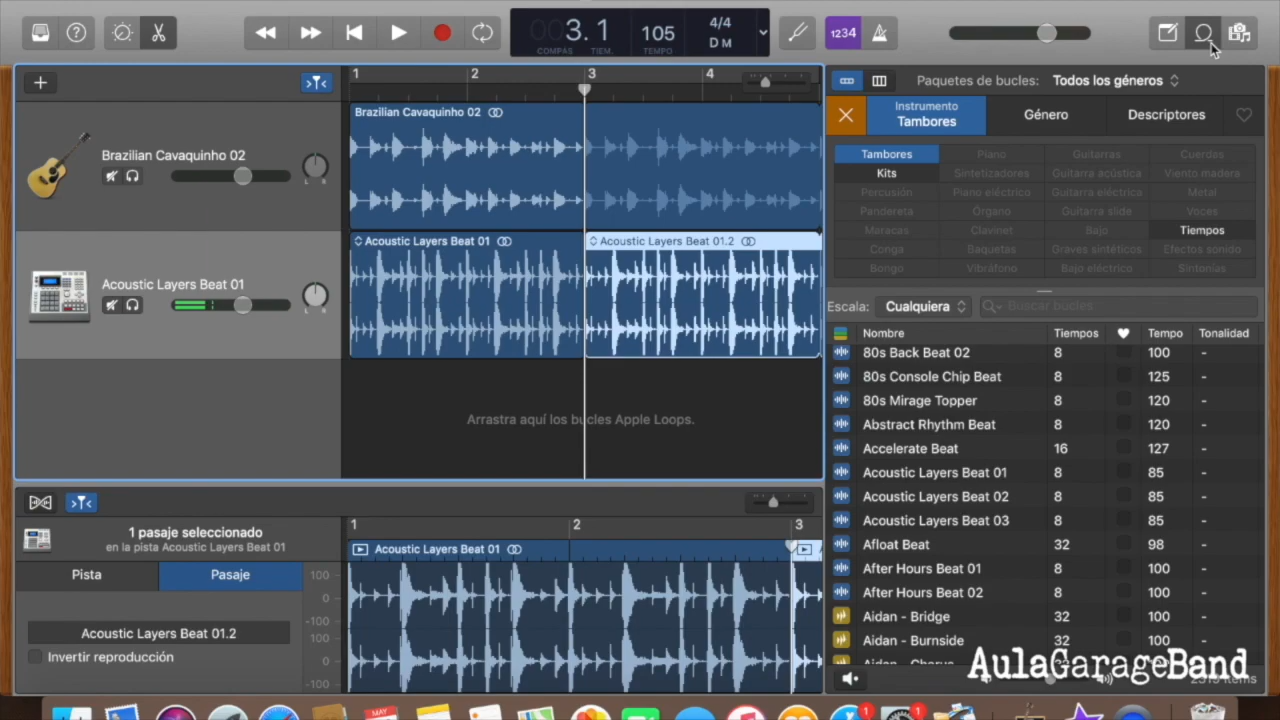 003.1
COMPÁS TIEM.
105
TEMPO
4/4
D M
1234
1 2 3 4
Paquetes de bucles: Todos los géneros
Instrumento
Tambores
Género
Descriptores
Brazilian Cavaquinho 02
Brazilian Cavaquinho 02
L R
Tambores Piano Guitarras Cuerdas
Kits Sintetizadores Guitarra acústica Viento madera
Percusión Piano eléctrico Guitarra eléctrica Metal
Pandereta Órgano Guitarra slide Voces
Maracas Clavinet Bajo Tiempos
Conga Baquetas Graves sintéticos Efectos sonido
Bongo Vibráfono Bajo eléctrico Sintonías
Acoustic Layers Beat 01
Acoustic Layers Beat 01.2
Acoustic Layers Beat 01
L R
Escala: Cualquiera Buscar bucles
Nombre Tiempos Tempo Tonalidad
80s Back Beat 02 8 100 -
80s Console Chip Beat 8 125 -
80s Mirage Topper 8 120 -
Abstract Rhythm Beat 8 120 -
Accelerate Beat 16 127 -
Acoustic Layers Beat 01 8 85 -
Acoustic Layers Beat 02 8 85 -
Acoustic Layers Beat 03 8 85 -
Afloat Beat 32 98 -
After Hours Beat 01 8 100 -
After Hours Beat 02 8 100 -
Aidan - Bridge 32 100 -
Aidan - Burnside 32 100 -
Arrastra aquí los bucles Apple Loops.
1 pasaje seleccionado
en la pista Acoustic Layers Beat 01
Pista Pasaje
Acoustic Layers Beat 01.2
Invertir reproducción
1 2 3
Acoustic Layers Beat 01
100
0
-100
100
0
-100
AulaGarageBand
items
MAY
1
1